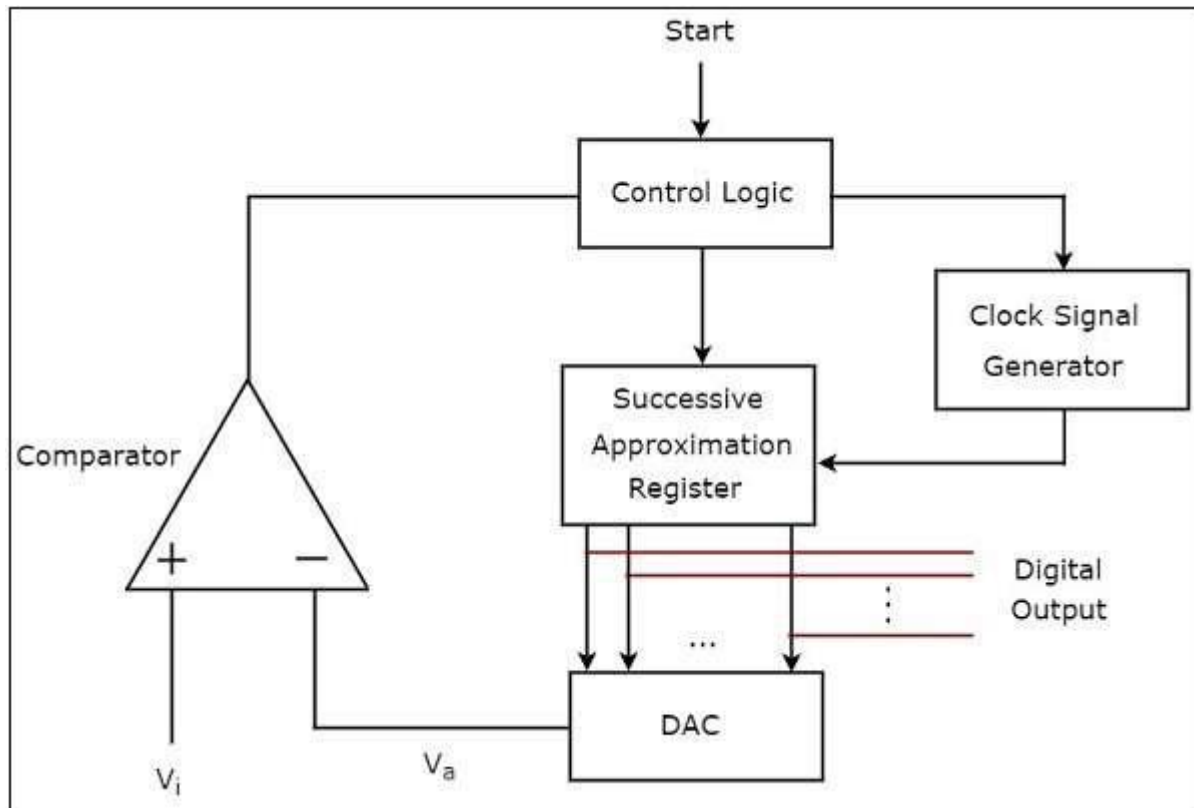 Start
Control Logic
Clock Signal
Generator
Successive
Approximation
Register
Comparator
+ −
Digital
Output
⋮
...
DAC
Vₐ
Vᵢ